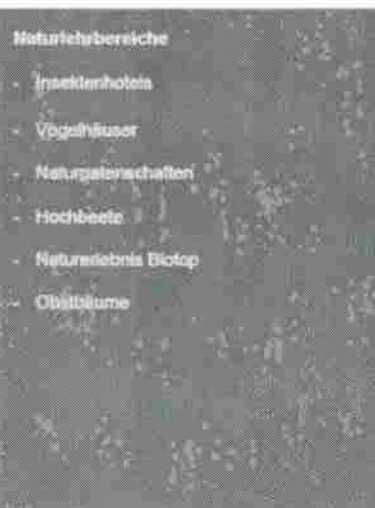 Naturlehrbereiche
- Insektenhotels
- Vogelhäuser
- Naturpatenschaften
- Hochbeete
- Naturerlebnis Biotop
- Obstbäume